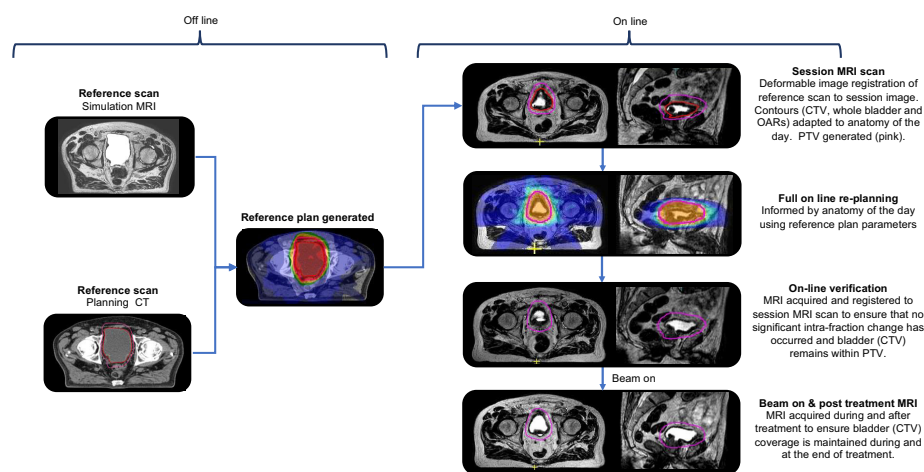 Off line
On line
Reference scan
Simulation MRI
Reference plan generated
Reference scan
Planning CT
Session MRI scan
Deformable image registration of
reference scan to session image.
Contours (CTV, whole bladder and
OARs) adapted to anatomy of the
day. PTV generated (pink).
Full on line re-planning
Informed by anatomy of the day
using reference plan parameters
On-line verification
MRI acquired and registered to
session MRI scan to ensure that no
significant intra-fraction change has
occurred and bladder (CTV)
remains within PTV.
Beam on
Beam on & post treatment MRI
MRI acquired during and after
treatment to ensure bladder (CTV)
coverage is maintained during and
at the end of treatment.